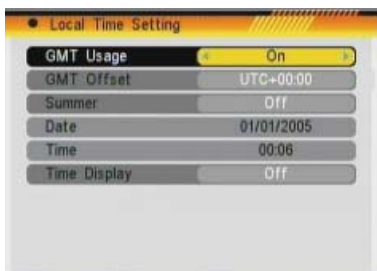 Local Time Setting
GMT Usage On
GMT Offset UTC+00:00
Summer Off
Date 01/01/2005
Time 00:06
Time Display Off